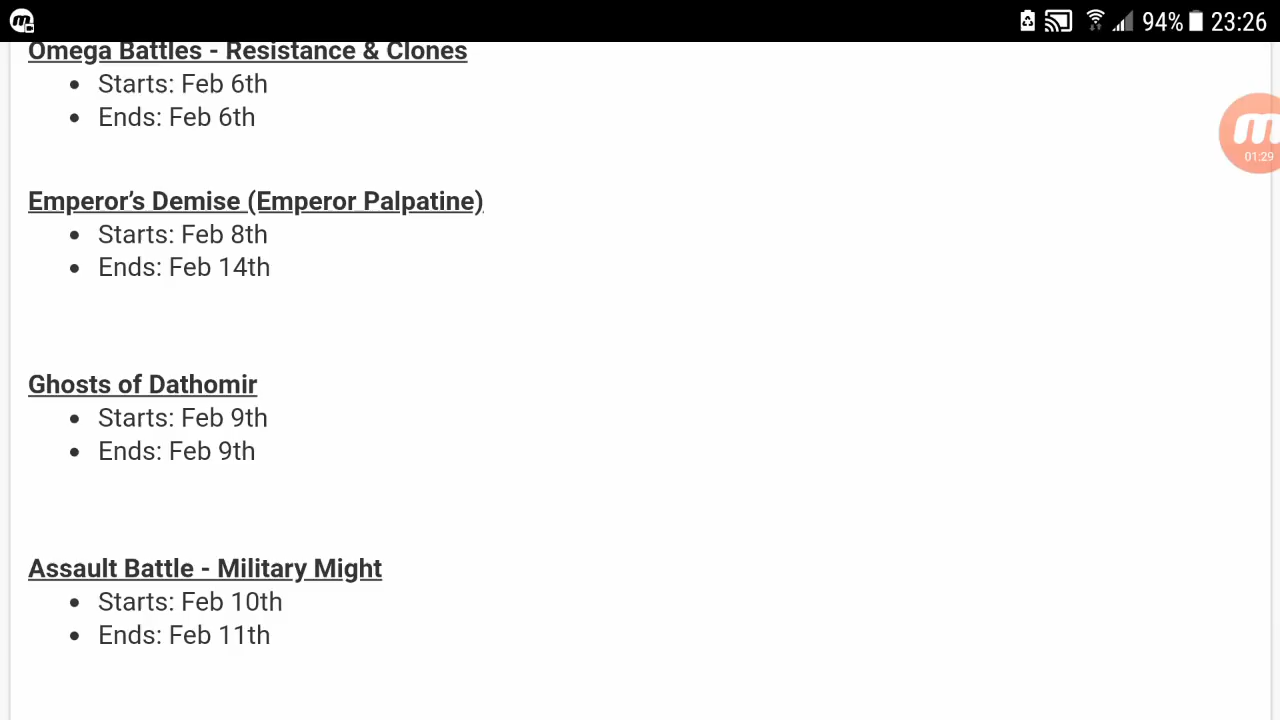 94% 23:26
Omega Battles - Resistance & Clones
• Starts: Feb 6th
• Ends: Feb 6th
m
01:29
Emperor’s Demise (Emperor Palpatine)
• Starts: Feb 8th
• Ends: Feb 14th
Ghosts of Dathomir
• Starts: Feb 9th
• Ends: Feb 9th
Assault Battle - Military Might
• Starts: Feb 10th
• Ends: Feb 11th